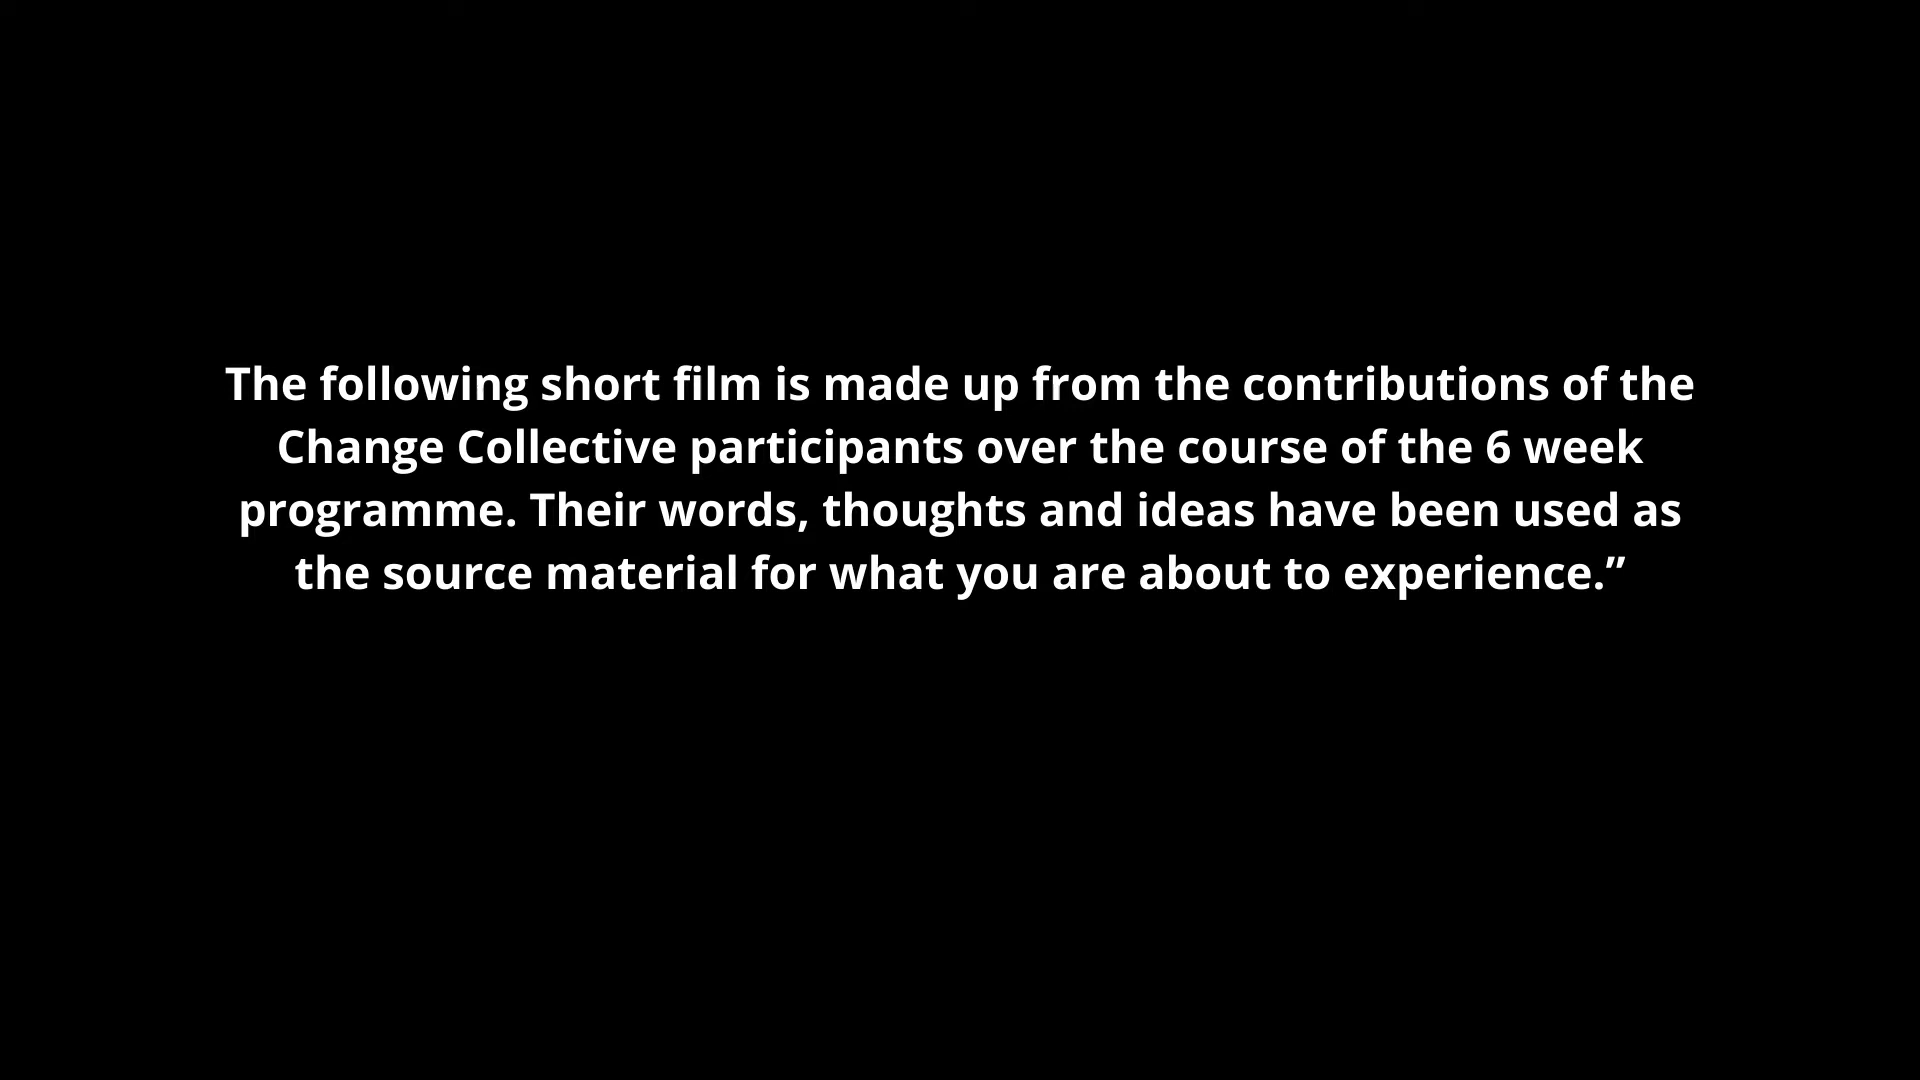 The following short film is made up from the contributions of the
Change Collective participants over the course of the 6 week
programme. Their words, thoughts and ideas have been used as
the source material for what you are about to experience.”